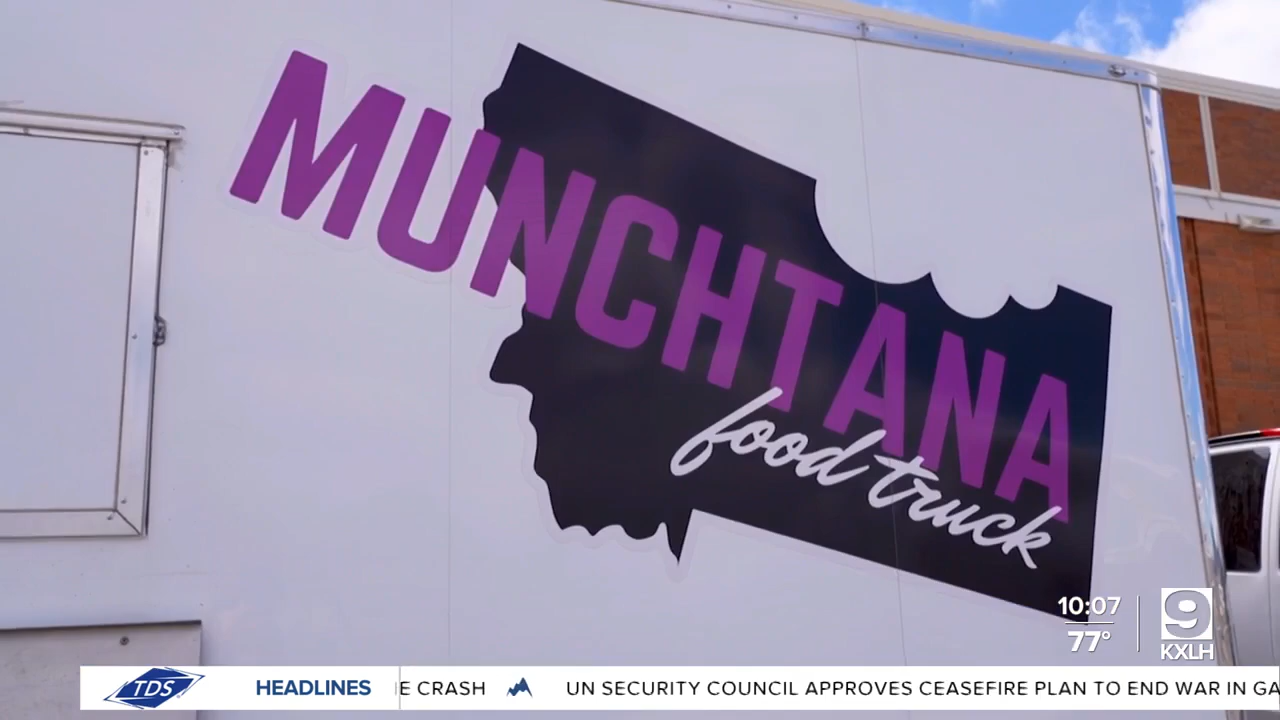 MUNCHTANA
food truck
10:07
77°
9
KXLH
TDS
HEADLINES
E CRASH
UN SECURITY COUNCIL APPROVES CEASEFIRE PLAN TO END WAR IN GA